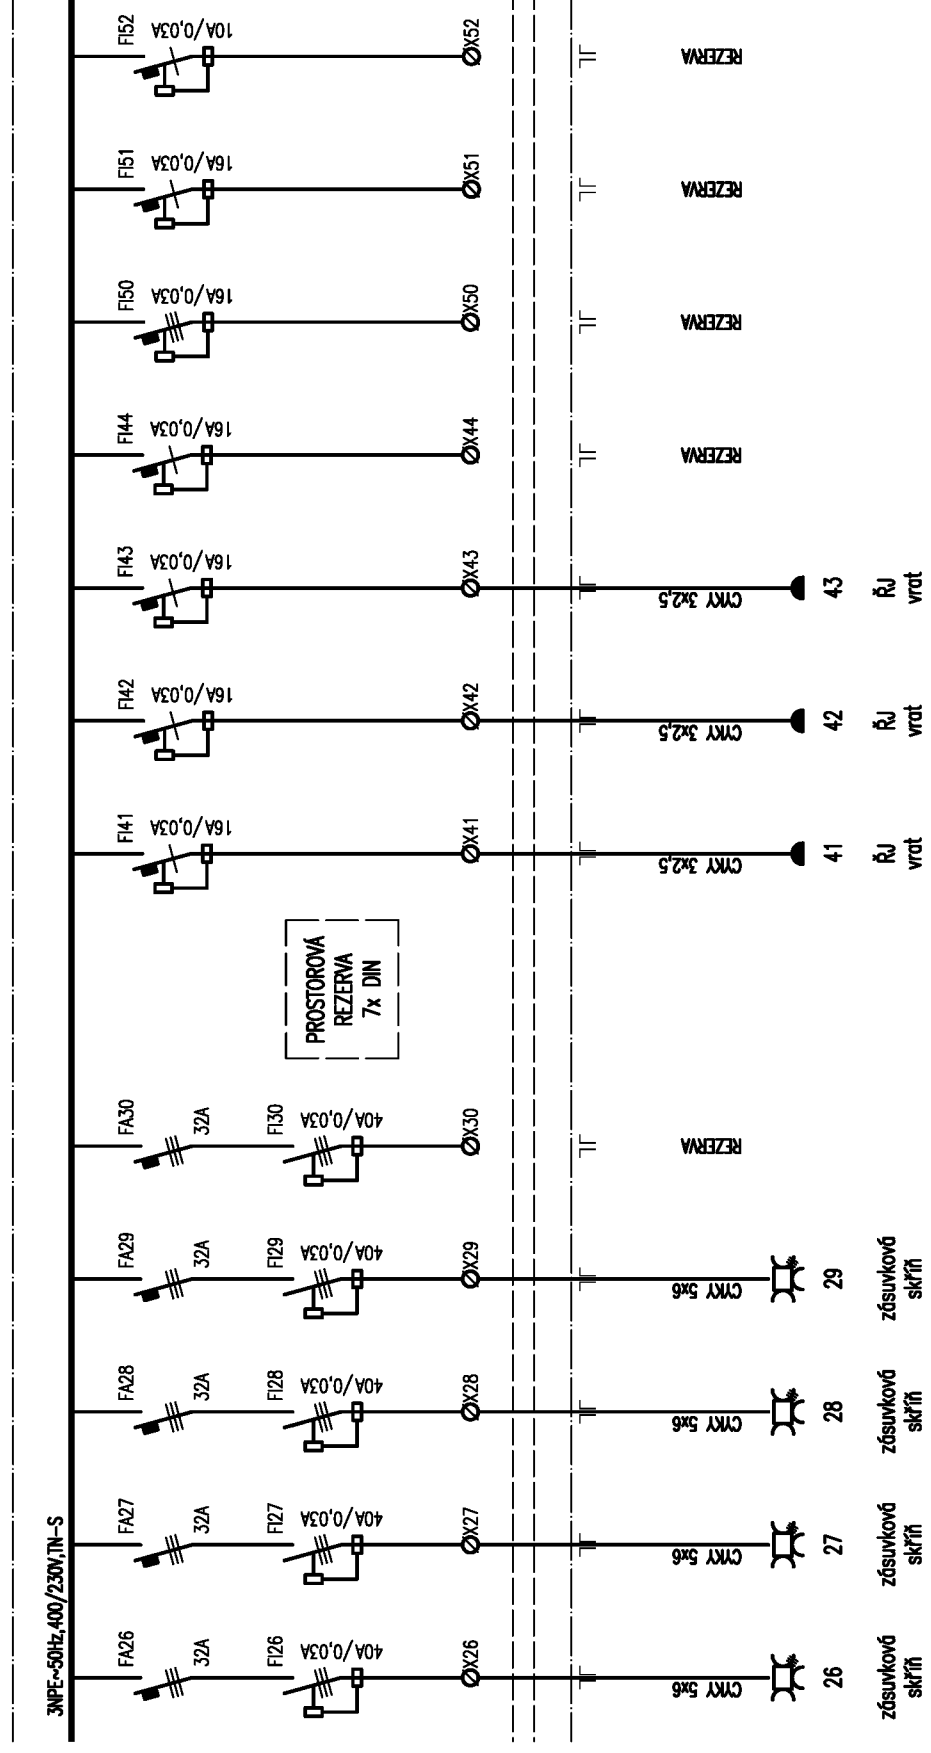 3NPE~50Hz,400/230V,TN-S
FA26
32A
FI26
40A/0,03A
X26
CYKY 5x6
26
zásuvková
skříň
FA27
32A
FI27
40A/0,03A
X27
CYKY 5x6
27
zásuvková
skříň
FA28
32A
FI28
40A/0,03A
X28
CYKY 5x6
28
zásuvková
skříň
FA29
32A
FI29
40A/0,03A
X29
CYKY 5x6
29
zásuvková
skříň
FA30
32A
FI30
40A/0,03A
X30
REZERVA
PROSTOROVÁ
REZERVA
7x DIN
FI41
16A/0,03A
X41
CYKY 3x2,5
41
ŘJ
vrat
FI42
16A/0,03A
X42
CYKY 3x2,5
42
ŘJ
vrat
FI43
16A/0,03A
X43
CYKY 3x2,5
43
ŘJ
vrat
FI44
16A/0,03A
X44
REZERVA
FI50
16A/0,03A
X50
REZERVA
FI51
16A/0,03A
X51
REZERVA
FI52
10A/0,03A
X52
REZERVA